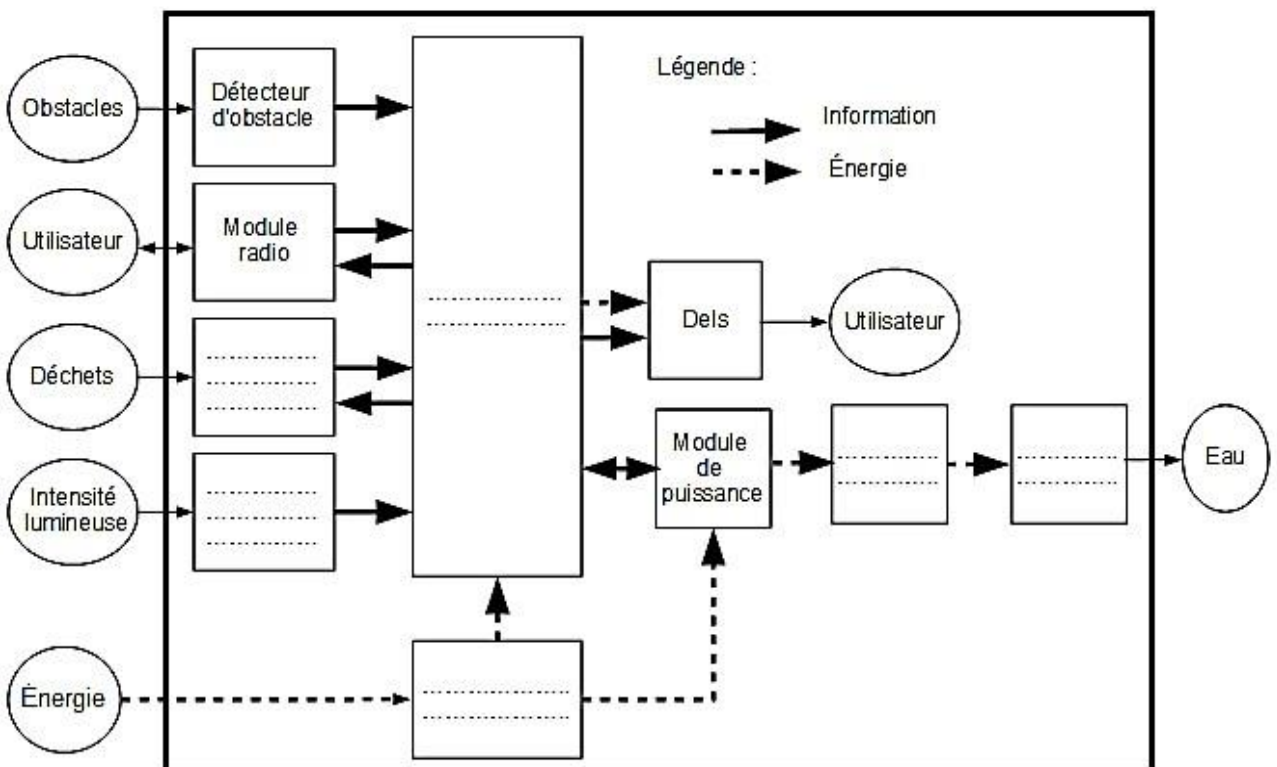 Légende :
Information
Énergie
Obstacles
Détecteur
d'obstacle
Utilisateur
Module
radio
Dels
Utilisateur
Déchets
Module
de
puissance
Eau
Intensité
lumineuse
Énergie